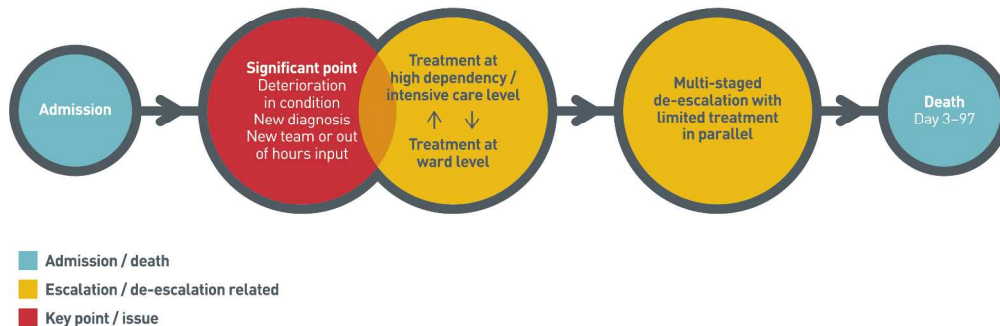 Admission
Significant point
Deterioration
in condition
New diagnosis
New team or out
of hours input
Treatment at
high dependency /
intensive care level
↑ ↓
Treatment at
ward level
Multi-staged
de-escalation with
limited treatment
in parallel
Death
Day 3–97
Admission / death
Escalation / de-escalation related
Key point / issue